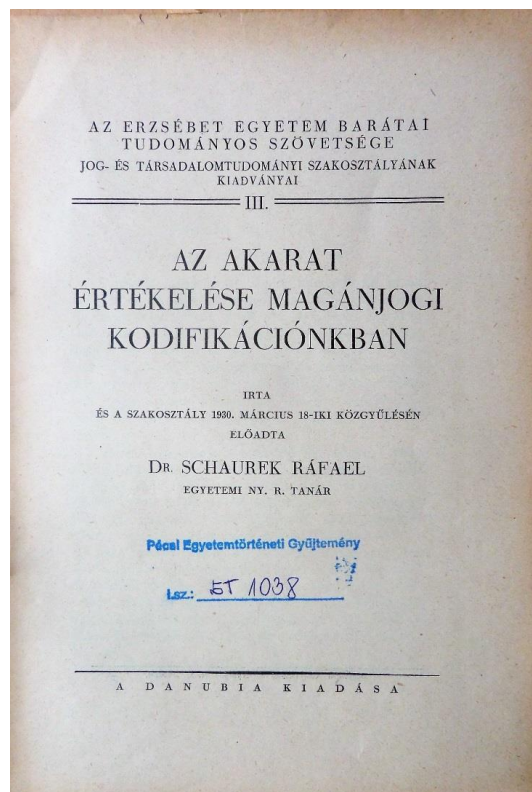 AZ ERZSÉBET EGYETEM BARÁTAI
TUDOMÁNYOS SZÖVETSÉGE
JOG- ÉS TÁRSADALOMTUDOMÁNYI SZAKOSZTÁLYÁNAK
KIADVÁNYAI
III.
AZ AKARAT
ÉRTÉKELÉSE MAGÁNJOGI
KODIFIKÁCIÓNKBAN
IRTA
ÉS A SZAKOSZTÁLY 1930. MÁRCIUS 18-IKI KÖZGYŰLÉSÉN
ELŐADTA
DR. SCHAUREK RÁFAEL
EGYETEMI NY. R. TANÁR
Pécsi Egyetemtörténeti Gyűjtemény
Lsz.: ET 1038
A DANUBIA KIADÁSA